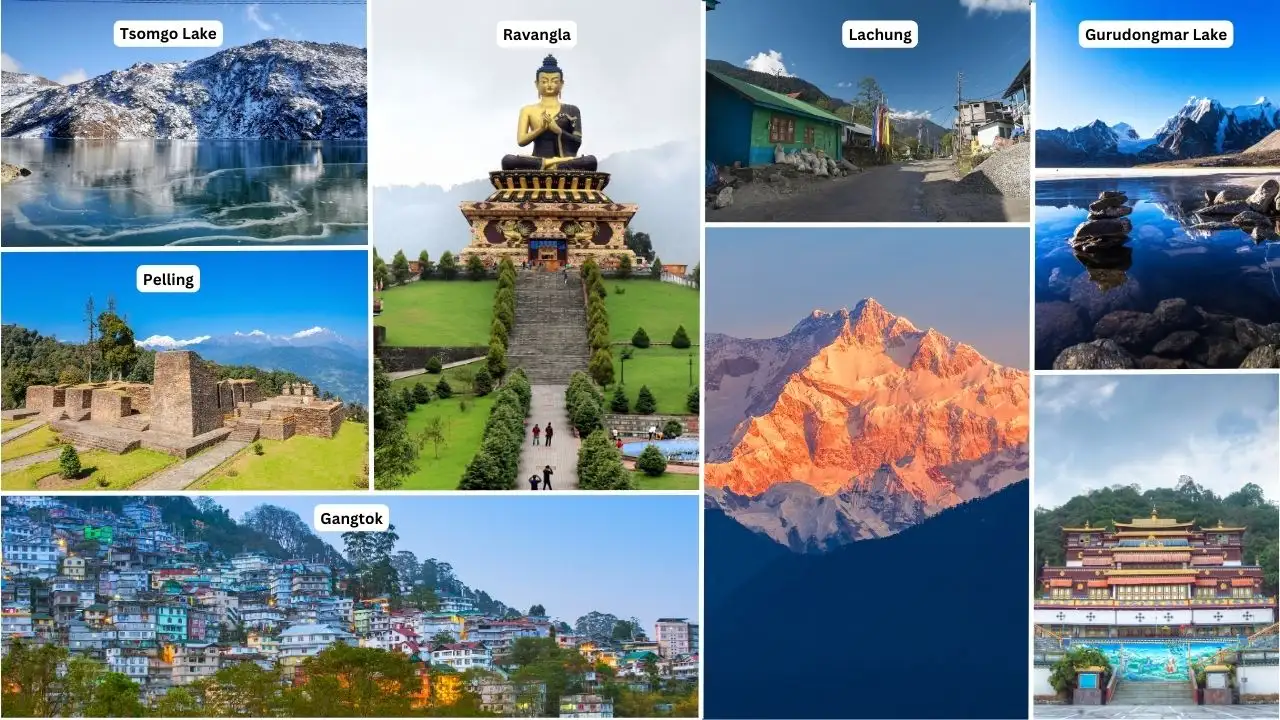 Tsomgo Lake
Ravangla
Lachung
Gurudongmar Lake
Pelling
Gangtok